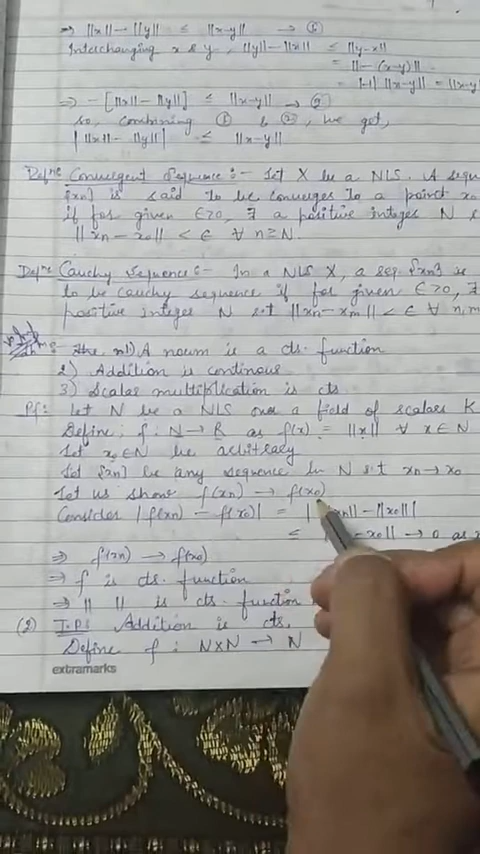 ⇒ ||x|| - ||y|| ≤ ||x-y|| → ①
Interchanging x & y, ||y|| - ||x|| ≤ ||y-x||
= ||-(x-y)||
= |-1| ||x-y|| = ||x-y
⇒ -[||x|| - ||y||] ≤ ||x-y|| → ②
So, combining ① & ②, we get,
| ||x|| - ||y|| | ≤ ||x-y||
Defnᵉ Convergent Sequence :- Let X be a NLS. A sequ
{xn} is said to be converges to a point x0
if for given ϵ>0, ∃ a positive integer N s
||xn - x0|| < ϵ ∀ n≥N.
Defnᵉ Cauchy Sequence :- In a NLS X, a seq. {xn} is
to be cauchy sequence if for given ϵ>0, ∃
positive integer N s.t ||xn-xm|| < ϵ ∀ n,m
Thm: 1) A norm is a cts. function
2) Addition is continous
3) Scalar multiplication is cts
Pf: Let N be a NLS over a field of scalars K
Define; f: N → R as f(x) = ||x|| ∀ x ∈ N
Let x0 ∈ N be arbitrary
Let {xn} be any sequence in N s.t xn → x0
Let us show f(xn) → f(x0)
Consider |f(xn) - f(x0)| = | xn|| - ||x0|| |
≤ - x0|| → 0 as
⇒ f(xn) → f(x0)
⇒ f is cts. function
⇒ || || is cts. function
(2) T.P: Addition is cts.
Define f : N×N → N
extramarks